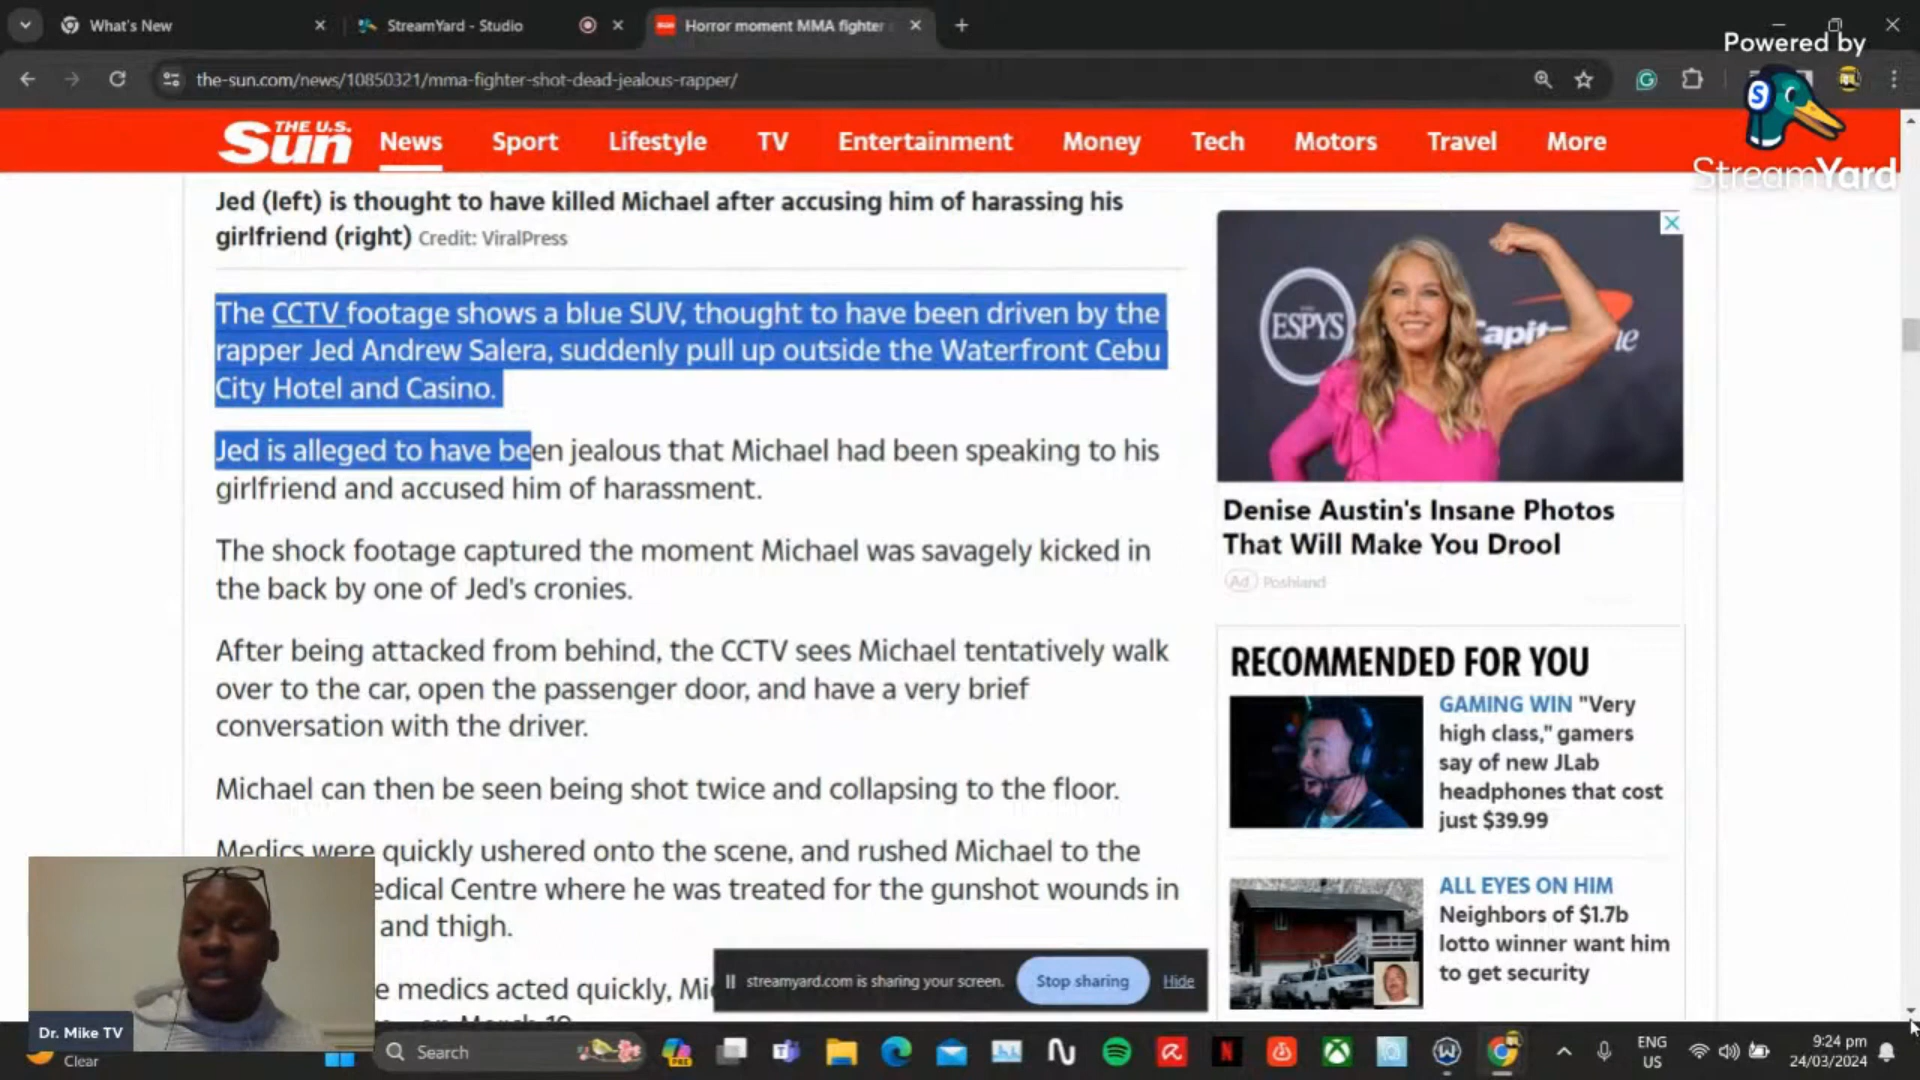 What's New
StreamYard - Studio
Horror moment MMA fighter
Powered by
StreamYard
the-sun.com/news/10850321/mma-fighter-shot-dead-jealous-rapper/
THE U.S. Sun
News
Sport
Lifestyle
TV
Entertainment
Money
Tech
Motors
Travel
More
Jed (left) is thought to have killed Michael after accusing him of harassing his
girlfriend (right) Credit: ViralPress
The CCTV footage shows a blue SUV, thought to have been driven by the
rapper Jed Andrew Salera, suddenly pull up outside the Waterfront Cebu
City Hotel and Casino.
Jed is alleged to have been jealous that Michael had been speaking to his
girlfriend and accused him of harassment.
The shock footage captured the moment Michael was savagely kicked in
the back by one of Jed's cronies.
After being attacked from behind, the CCTV sees Michael tentatively walk
over to the car, open the passenger door, and have a very brief
conversation with the driver.
Michael can then be seen being shot twice and collapsing to the floor.
Medics were quickly ushered onto the scene, and rushed Michael to the
edical Centre where he was treated for the gunshot wounds in
and thigh.
e medics acted quickly, Mi
ESPYS
Denise Austin's Insane Photos
That Will Make You Drool
Ad Poshland
RECOMMENDED FOR YOU
GAMING WIN "Very
high class," gamers
say of new JLab
headphones that cost
just $39.99
ALL EYES ON HIM
Neighbors of $1.7b
lotto winner want him
to get security
streamyard.com is sharing your screen.
Stop sharing
Hide
Dr. Mike TV
Clear
Search
ENG
US
9:24 pm
24/03/2024